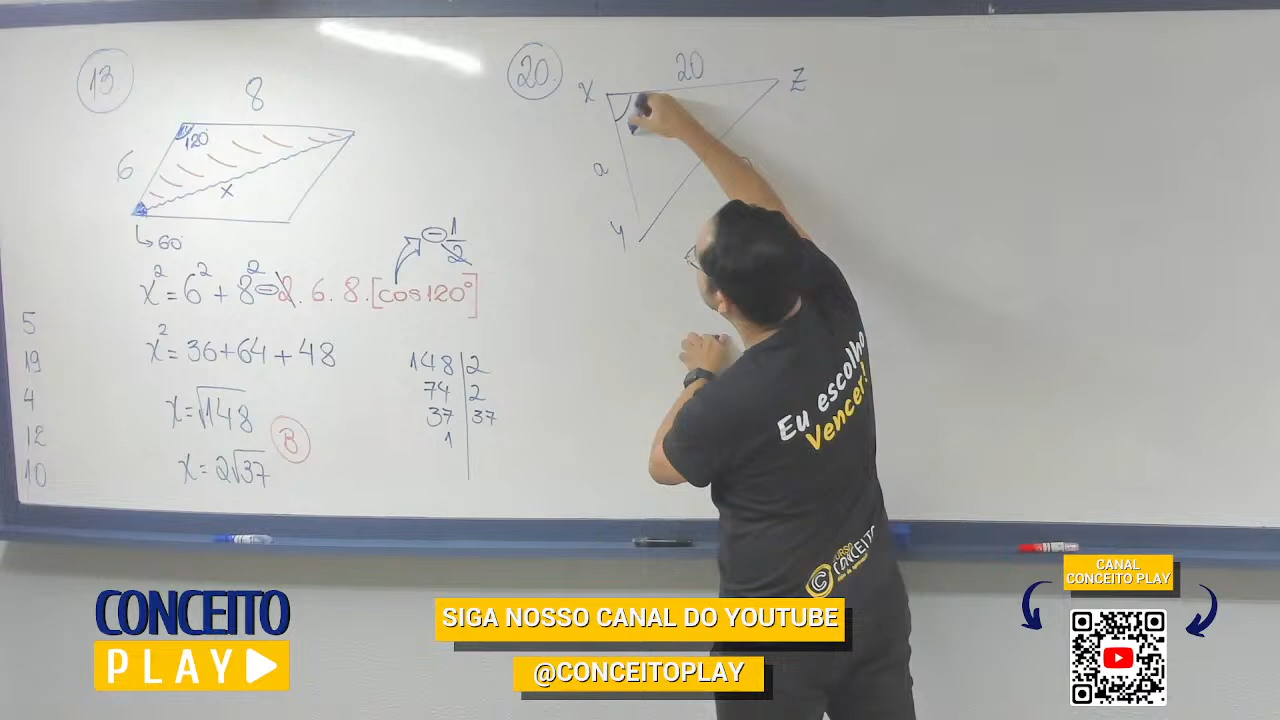 13.
8
120°
6
x
↳60°
⊖ 1/2
x² = 6² + 8² ⊖ 2 . 6 . 8 . [cos 120°]
x² = 36 + 64 + 48
x = √148
B
x = 2√37
148 | 2
74 | 2
37 | 37
1
5
19
4
12
10
20.
20
X
Z
a
Y
Eu escolho
Vencer!
CURSO
CONCEITO
CONCEITO
PLAY
SIGA NOSSO CANAL DO YOUTUBE
@CONCEITOPLAY
CANAL
CONCEITO PLAY